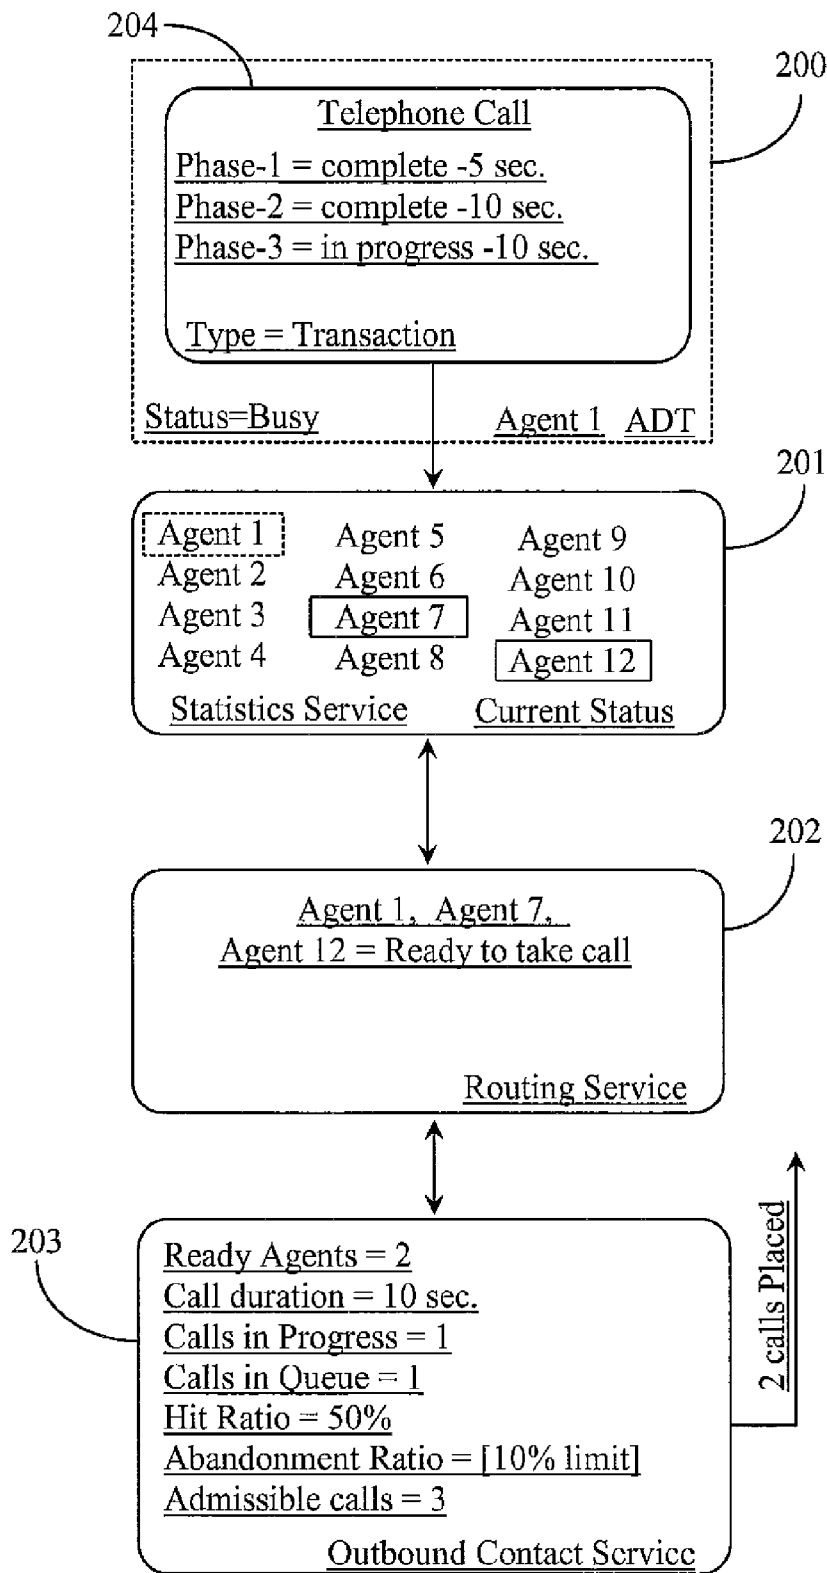 204
200
Telephone Call
Phase-1 = complete -5 sec.
Phase-2 = complete -10 sec.
Phase-3 = in progress -10 sec.
Type = Transaction
Status=Busy
Agent 1 ADT
201
Agent 1 Agent 5 Agent 9
Agent 2 Agent 6 Agent 10
Agent 3 Agent 7 Agent 11
Agent 4 Agent 8 Agent 12
Statistics Service Current Status
202
Agent 1, Agent 7,
Agent 12 = Ready to take call
Routing Service
203
Ready Agents = 2
Call duration = 10 sec.
Calls in Progress = 1
Calls in Queue = 1
Hit Ratio = 50%
Abandonment Ratio = [10% limit]
Admissible calls = 3
Outbound Contact Service
2 calls Placed